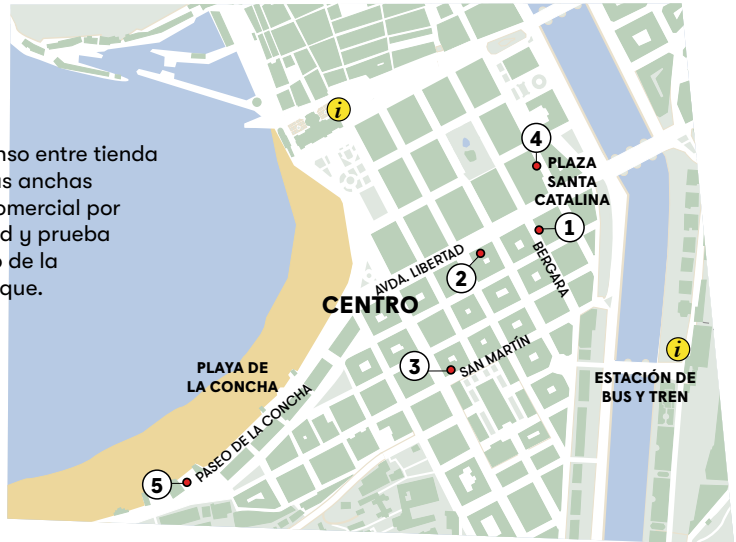 nso entre tienda
s anchas
omercial por
d y prueba
o de la
que.
i
4
PLAZA
SANTA
CATALINA
1
BERGARA
AVDA. LIBERTAD
2
CENTRO
3
SAN MARTÍN
i
ESTACIÓN DE
BUS Y TREN
PLAYA DE
LA CONCHA
PASEO DE LA CONCHA
5